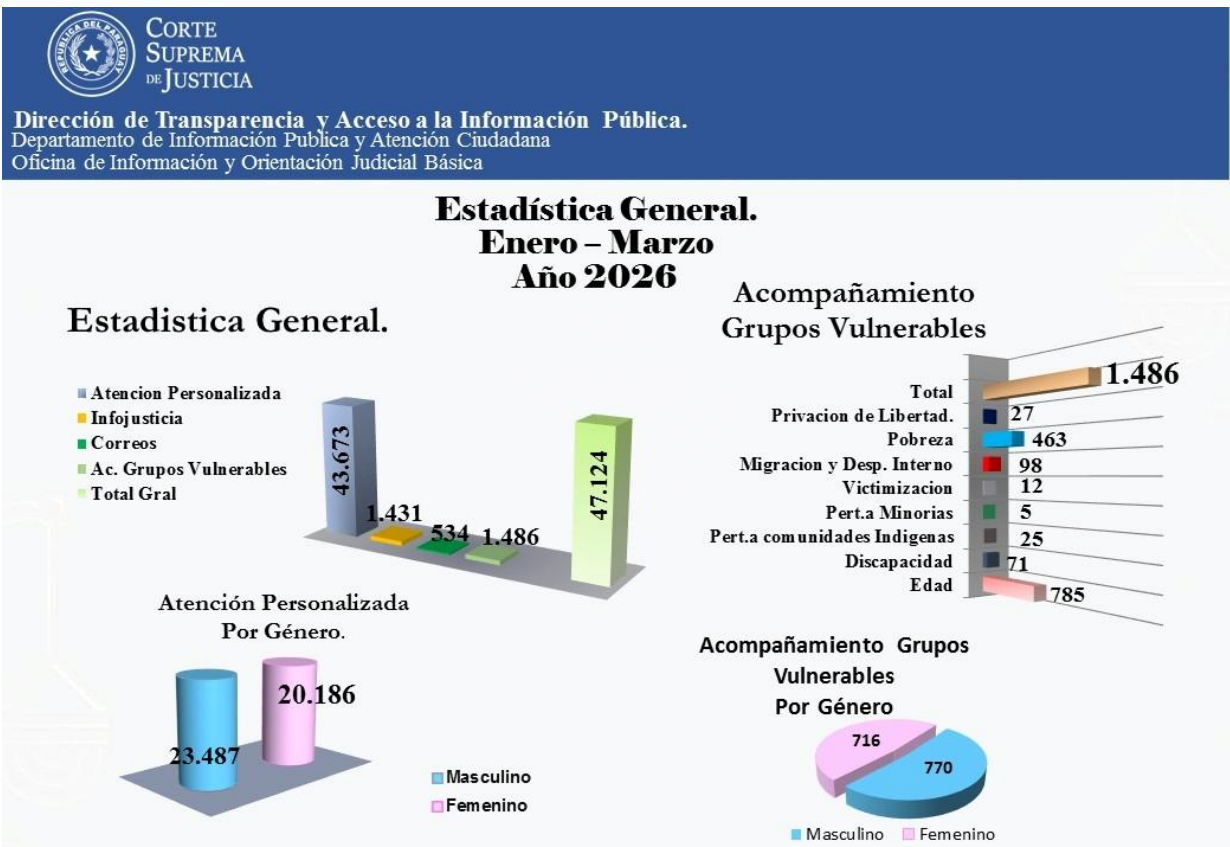 REPUBLICA DEL PARAGUAY
CORTE
SUPREMA
DE JUSTICIA
Dirección de Transparencia y Acceso a la Información Pública.
Departamento de Información Publica y Atención Ciudadana
Oficina de Información y Orientación Judicial Básica
Estadística General.
Enero – Marzo
Año 2026
Estadistica General.
Atencion Personalizada
Infojusticia
Correos
Ac. Grupos Vulnerables
Total Gral
43.673
1.431
534
1.486
47.124
Acompañamiento
Grupos Vulnerables
Total 1.486
Privacion de Libertad. 27
Pobreza 463
Migracion y Desp. Interno 98
Victimizacion 12
Pert.a Minorias 5
Pert.a comunidades Indigenas 25
Discapacidad 71
Edad 785
Atención Personalizada
Por Género.
23.487
20.186
Masculino
Femenino
Acompañamiento Grupos
Vulnerables
Por Género
716
770
Masculino Femenino